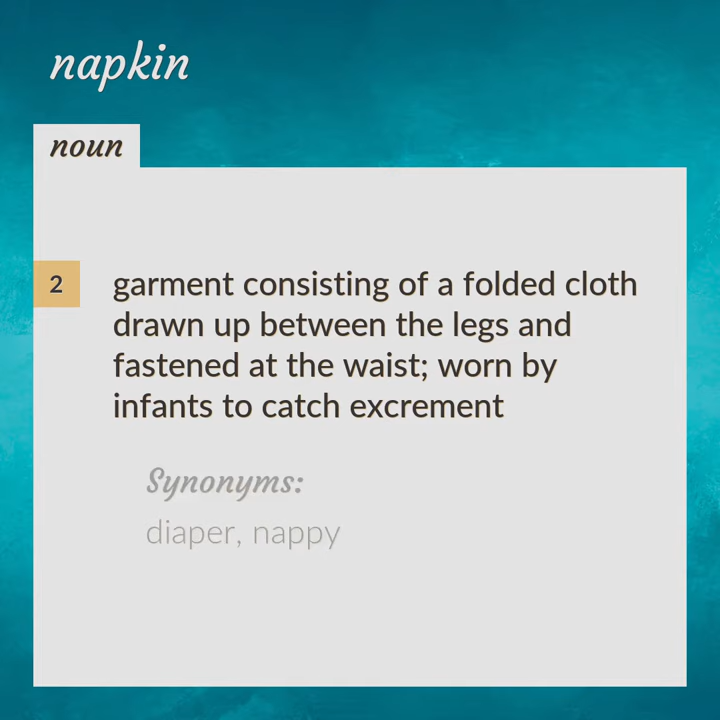 napkin
noun
2
garment consisting of a folded cloth
drawn up between the legs and
fastened at the waist; worn by
infants to catch excrement
Synonyms:
diaper, nappy